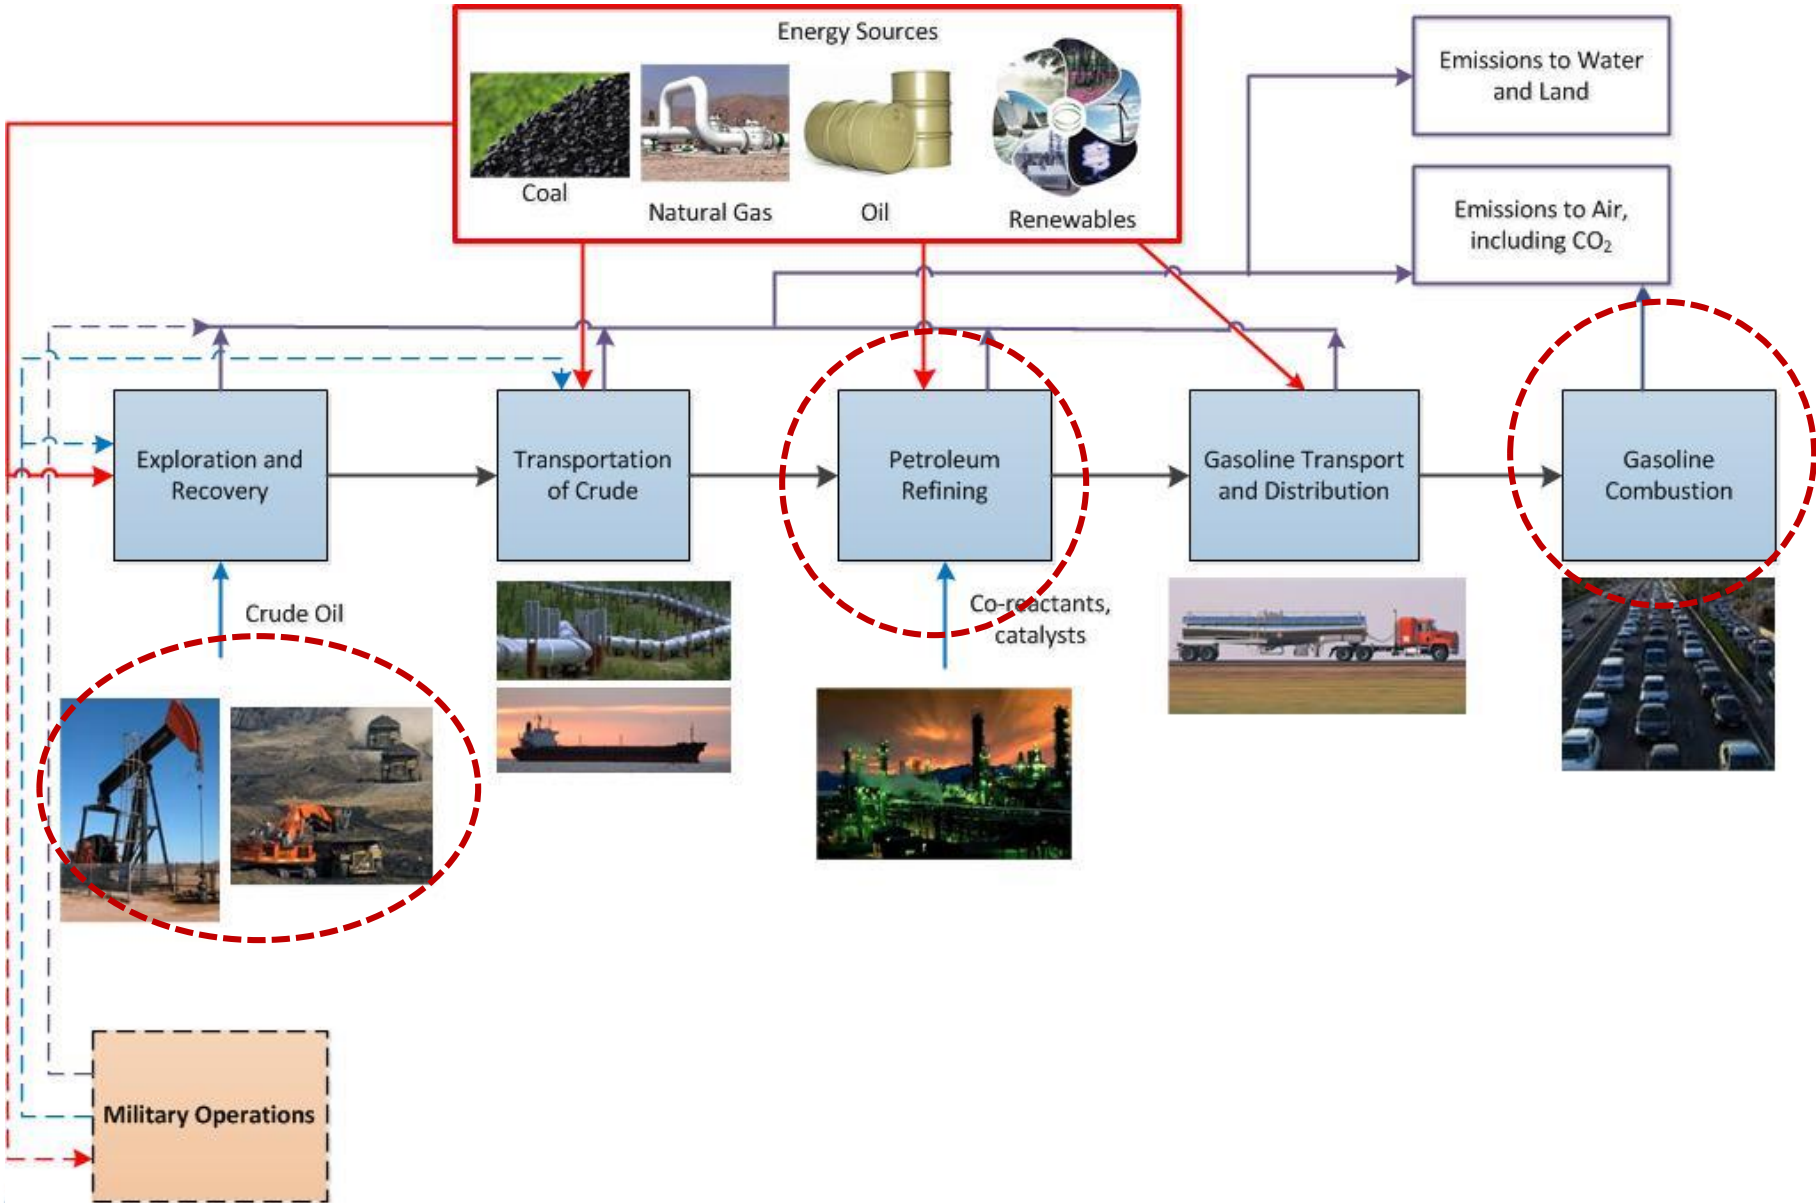 Energy Sources
Coal
Natural Gas
Oil
Renewables
Emissions to Water
and Land
Emissions to Air,
including CO₂
Exploration and
Recovery
Transportation
of Crude
Petroleum
Refining
Gasoline Transport
and Distribution
Gasoline
Combustion
Crude Oil
Co-reactants,
catalysts
Military Operations